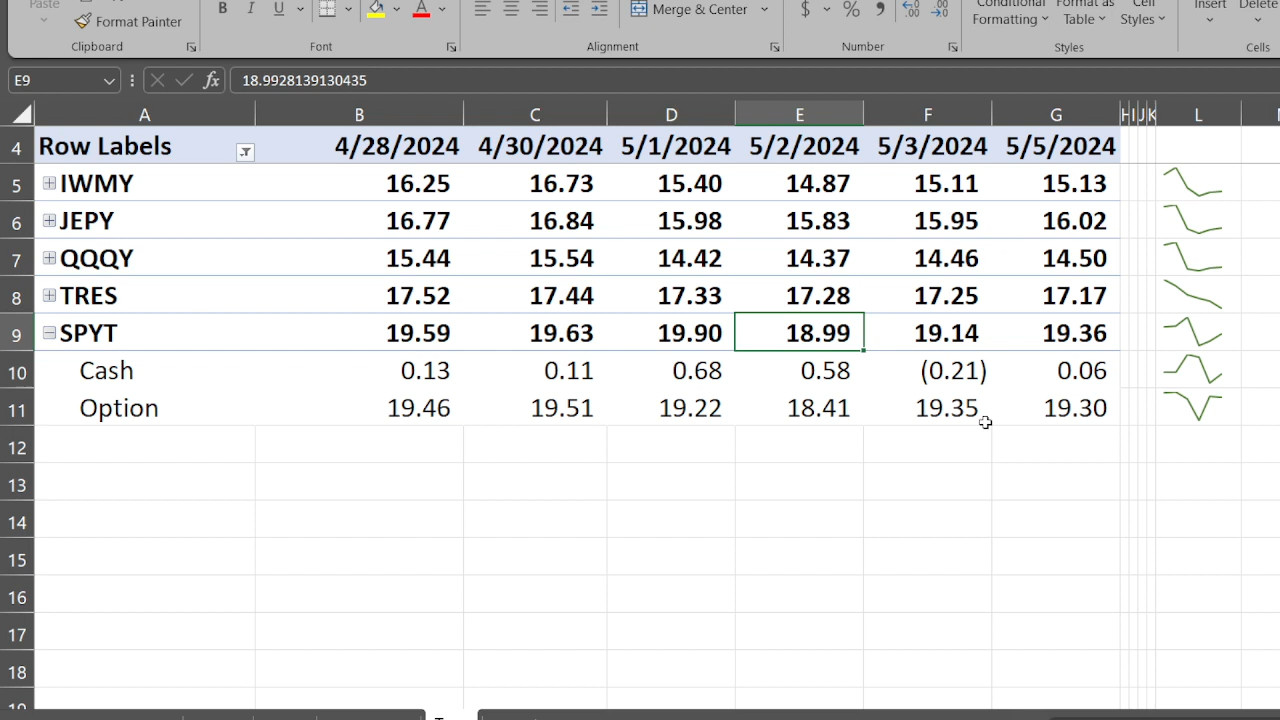 Paste
Format Painter
Clipboard
B I U A
Font
Merge & Center
Alignment
$ % 9 .00
Number
Conditional Format as Cell
Formatting Table Styles
Styles
Insert Delete
Cells
E9 fx 18.9928139130435
A B C D E F G H I J K L
4 Row Labels 4/28/2024 4/30/2024 5/1/2024 5/2/2024 5/3/2024 5/5/2024
5 IWMY 16.25 16.73 15.40 14.87 15.11 15.13
6 JEPY 16.77 16.84 15.98 15.83 15.95 16.02
7 QQQY 15.44 15.54 14.42 14.37 14.46 14.50
8 TRES 17.52 17.44 17.33 17.28 17.25 17.17
9 SPYT 19.59 19.63 19.90 18.99 19.14 19.36
10 Cash 0.13 0.11 0.68 0.58 (0.21) 0.06
11 Option 19.46 19.51 19.22 18.41 19.35 19.30
12
13
14
15
16
17
18